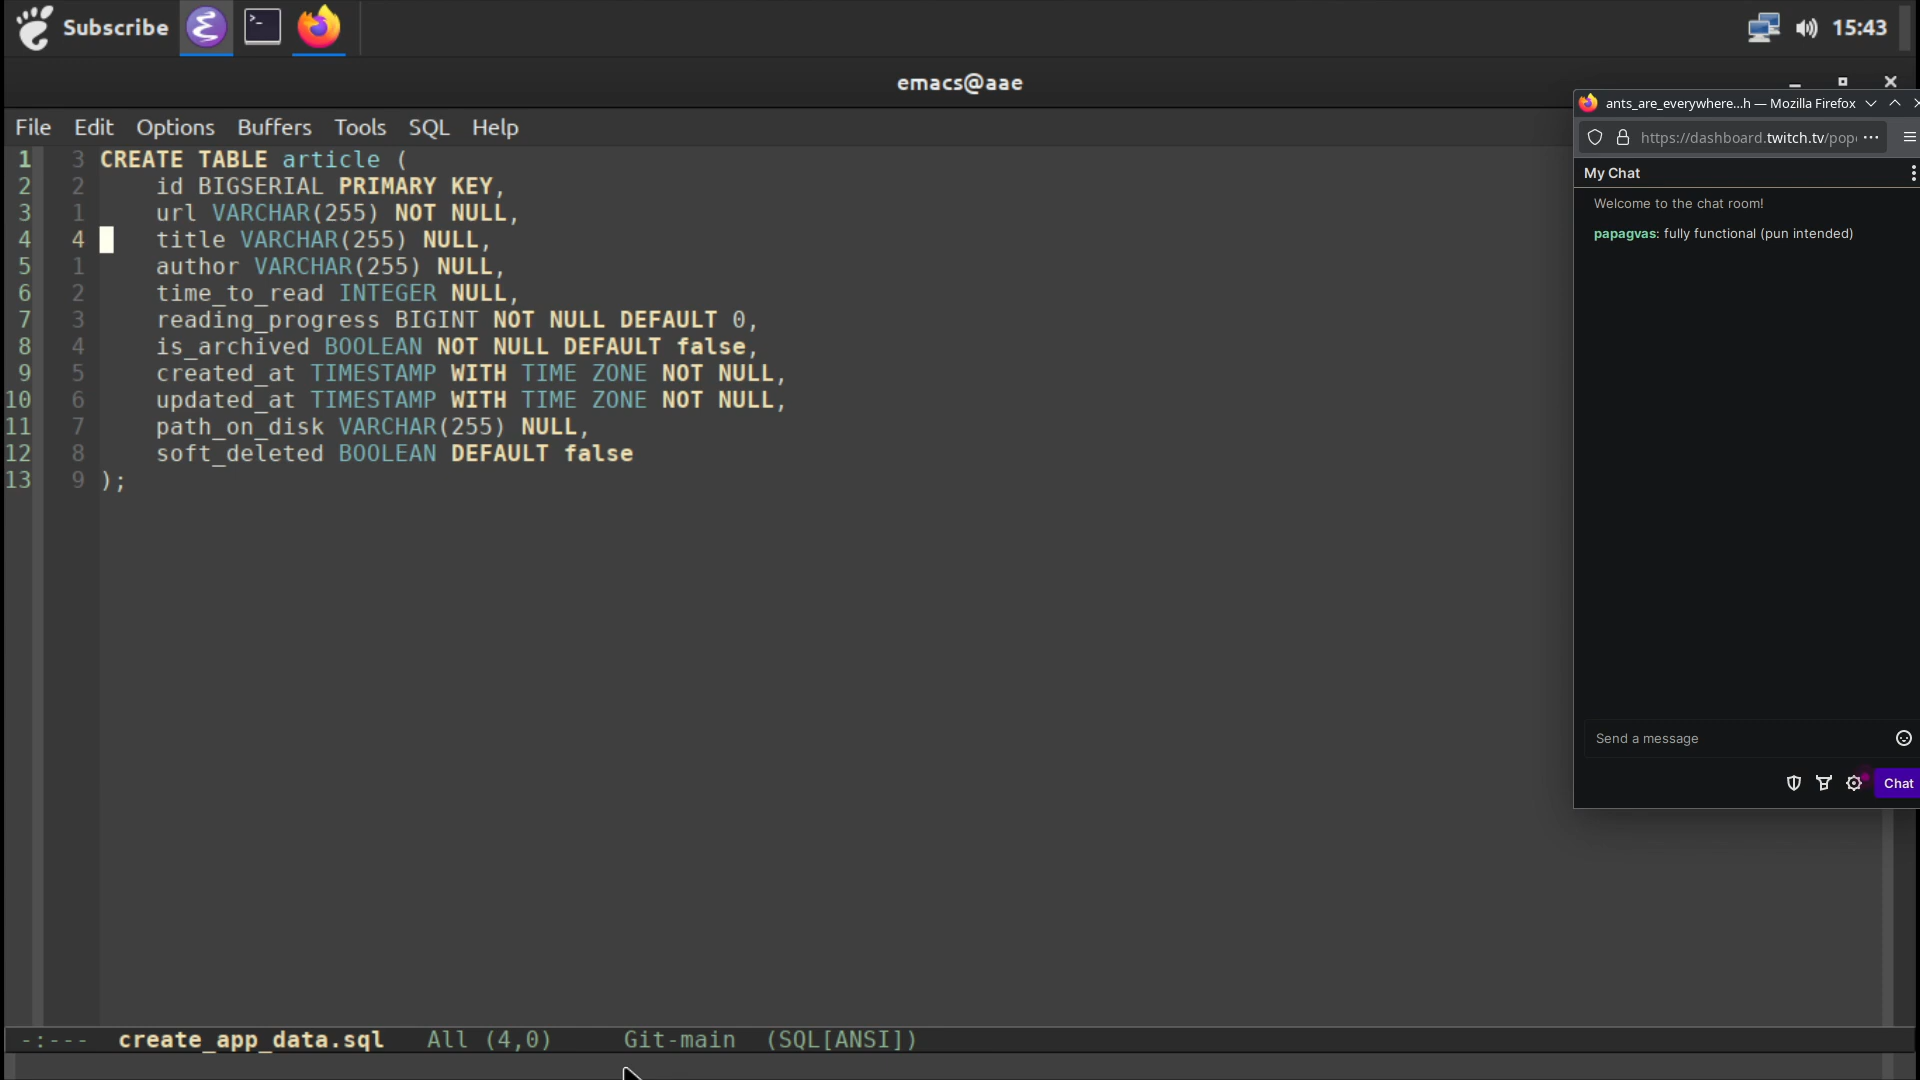 Subscribe
15:43
emacs@aae
File Edit Options Buffers Tools SQL Help
1 3 CREATE TABLE article (
2 2 id BIGSERIAL PRIMARY KEY,
3 1 url VARCHAR(255) NOT NULL,
4 4 title VARCHAR(255) NULL,
5 1 author VARCHAR(255) NULL,
6 2 time_to_read INTEGER NULL,
7 3 reading_progress BIGINT NOT NULL DEFAULT 0,
8 4 is_archived BOOLEAN NOT NULL DEFAULT false,
9 5 created_at TIMESTAMP WITH TIME ZONE NOT NULL,
10 6 updated_at TIMESTAMP WITH TIME ZONE NOT NULL,
11 7 path_on_disk VARCHAR(255) NULL,
12 8 soft_deleted BOOLEAN DEFAULT false
13 9 );
-:--- create_app_data.sql All (4,0) Git-main (SQL[ANSI])
ants_are_everywhere...h — Mozilla Firefox
https://dashboard.twitch.tv/pop
My Chat
Welcome to the chat room!
papagvas: fully functional (pun intended)
Send a message
Chat